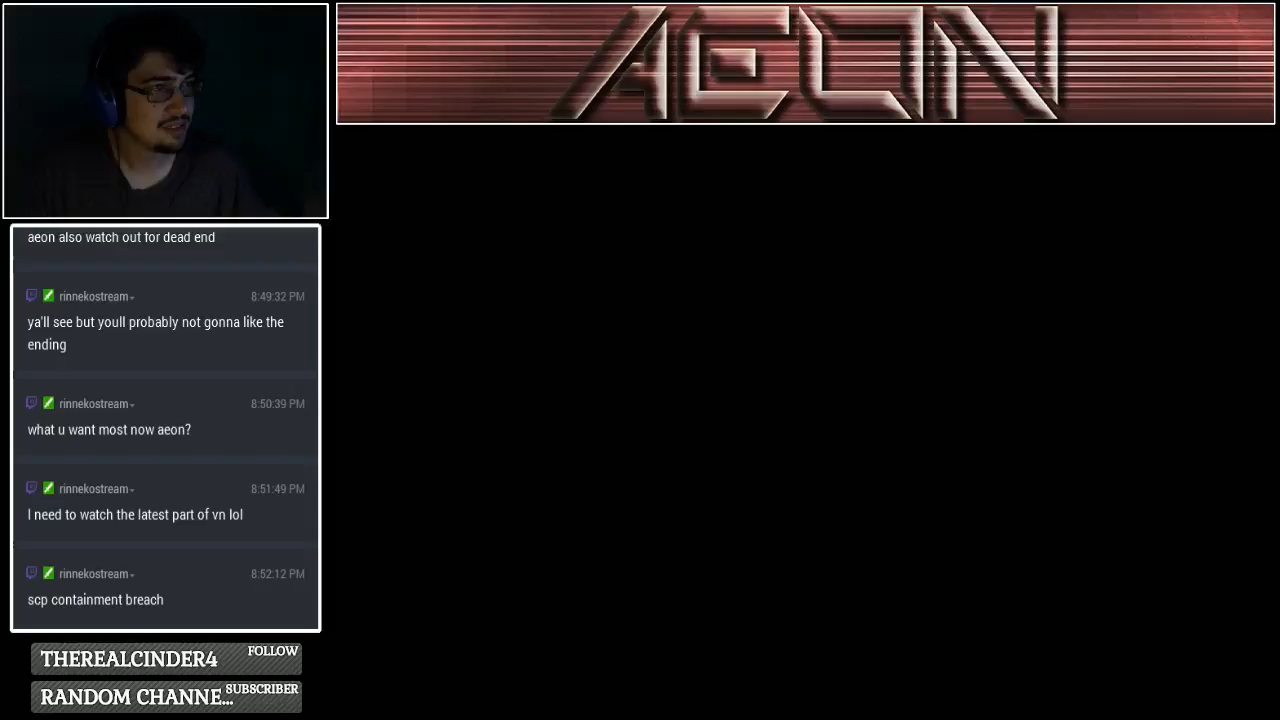 AEON
aeon also watch out for dead end
rinnekostream 8:49:32 PM
ya'll see but youll probably not gonna like the
ending
rinnekostream 8:50:39 PM
what u want most now aeon?
rinnekostream 8:51:49 PM
I need to watch the latest part of vn lol
rinnekostream 8:52:12 PM
scp containment breach
THEREALCINDER4 FOLLOW
RANDOM CHANNE... SUBSCRIBER